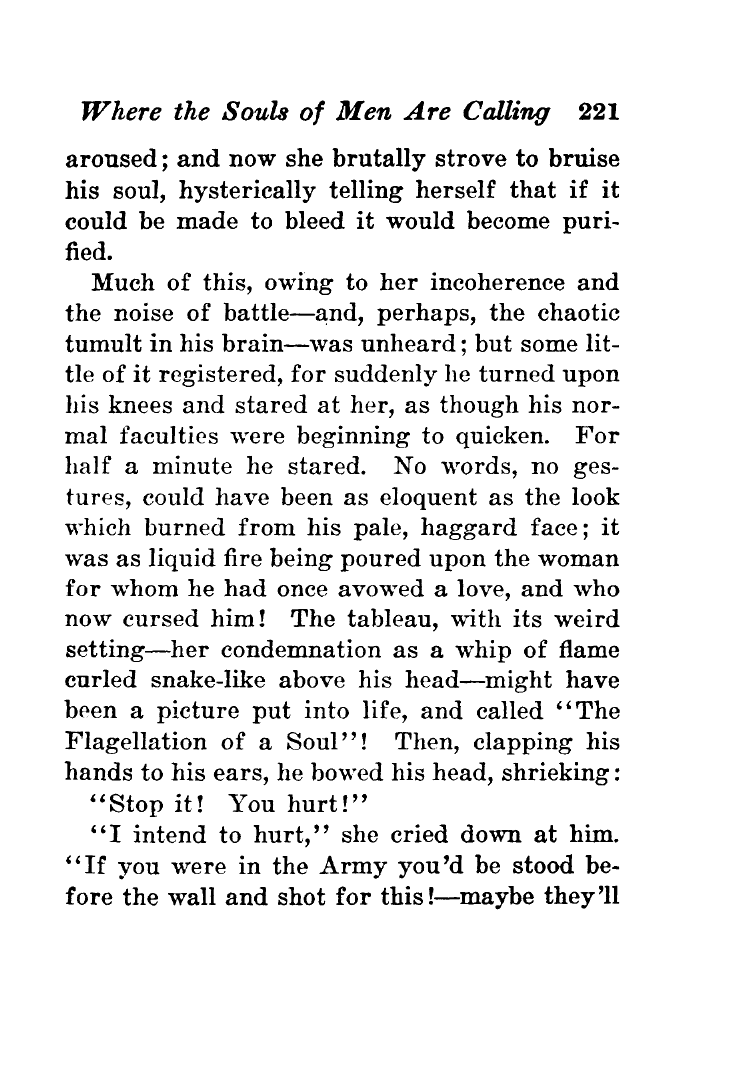 Where the Souls of Men Are Calling 221
aroused; and now she brutally strove to bruise
his soul, hysterically telling herself that if it
could be made to bleed it would become puri-
fied.
Much of this, owing to her incoherence and
the noise of battle—and, perhaps, the chaotic
tumult in his brain—was unheard; but some lit-
tle of it registered, for suddenly he turned upon
his knees and stared at her, as though his nor-
mal faculties were beginning to quicken. For
half a minute he stared. No words, no ges-
tures, could have been as eloquent as the look
which burned from his pale, haggard face; it
was as liquid fire being poured upon the woman
for whom he had once avowed a love, and who
now cursed him! The tableau, with its weird
setting—her condemnation as a whip of flame
curled snake-like above his head—might have
been a picture put into life, and called “The
Flagellation of a Soul”! Then, clapping his
hands to his ears, he bowed his head, shrieking:
“Stop it! You hurt!”
“I intend to hurt,” she cried down at him.
“If you were in the Army you’d be stood be-
fore the wall and shot for this!—maybe they’ll